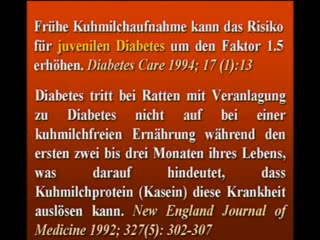 Frühe Kuhmilchaufnahme kann das Risiko
für juvenilen Diabetes um den Faktor 1.5
erhöhen. Diabetes Care 1994; 17 (1):13
Diabetes tritt bei Ratten mit Veranlagung
zu Diabetes nicht auf bei einer
kuhmilchfreien Ernährung während den
ersten zwei bis drei Monaten ihres Lebens,
was darauf hindeutet, dass
Kuhmilchprotein (Kasein) diese Krankheit
auslösen kann. New England Journal of
Medicine 1992; 327(5): 302-307